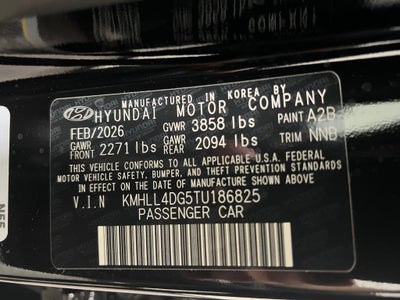 MANUFACTURED IN KOREA BY
HYUNDAI MOTOR COMPANY
FEB/2026 GVWR 3858 lbs PAINT A2B
GAWR FRONT 2271 lbs GAWR REAR 2094 lbs TRIM NNB
THIS VEHICLE CONFORMS TO ALL APPLICABLE U.S. FEDERAL
MOTOR VEHICLE SAFETY, BUMPER, AND THEFT PREVENTION STANDARDS
IN EFFECT ON THE DATE OF MANUFACTURE SHOWN ABOVE.
V.I.N KMHLL4DG5TU186825
PASSENGER CAR